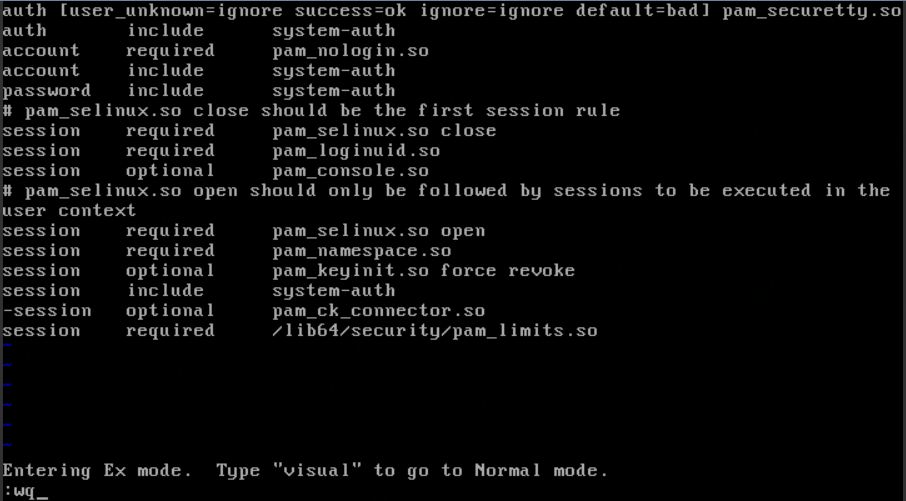 auth [user_unknown=ignore success=ok ignore=ignore default=bad] pam_securetty.so
auth       include      system-auth
account    required     pam_nologin.so
account    include      system-auth
password   include      system-auth
# pam_selinux.so close should be the first session rule
session    required     pam_selinux.so close
session    required     pam_loginuid.so
session    optional     pam_console.so
# pam_selinux.so open should only be followed by sessions to be executed in the
user context
session    required     pam_selinux.so open
session    required     pam_namespace.so
session    optional     pam_keyinit.so force revoke
session    include      system-auth
-session   optional     pam_ck_connector.so
session    required     /lib64/security/pam_limits.so
~
~
~
~
~
~
Entering Ex mode.  Type "visual" to go to Normal mode.
:wq_